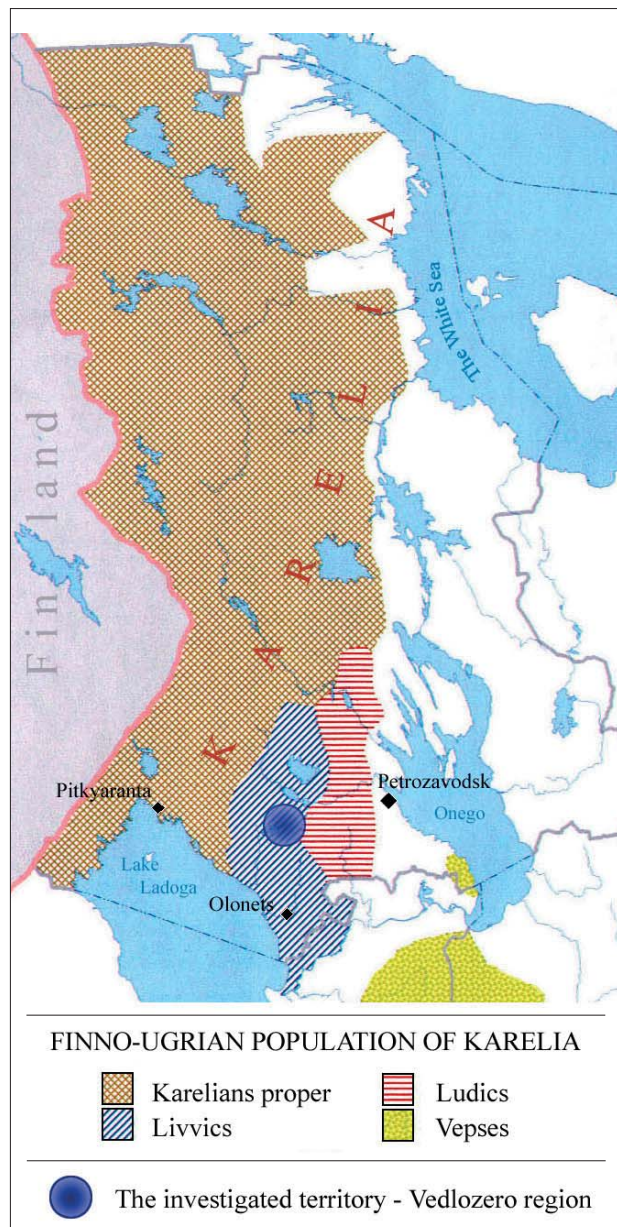 Finland
KARELIA
The White Sea
Pitkyaranta
Petrozavodsk
Onego
Lake
Ladoga
Olonets
FINNO-UGRIAN POPULATION OF KARELIA
Karelians proper
Ludics
Livvics
Vepses
The investigated territory - Vedlozero region